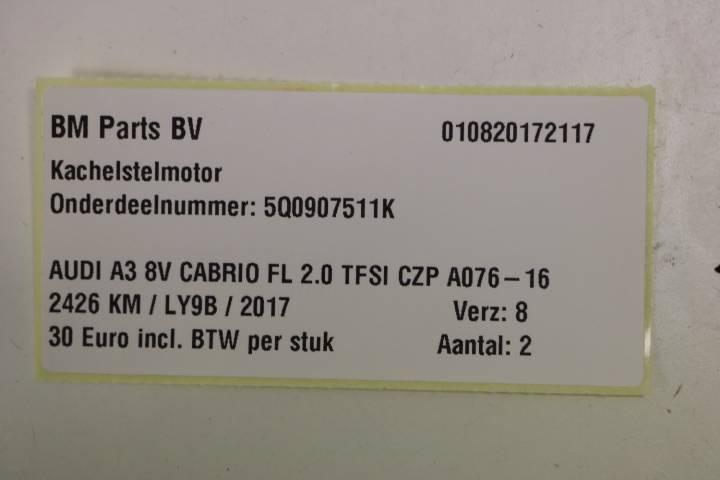 BM Parts BV 010820172117
Kachelstelmotor
Onderdeelnummer: 5Q0907511K
AUDI A3 8V CABRIO FL 2.0 TFSI CZP A076-16
2426 KM / LY9B / 2017 Verz: 8
30 Euro incl. BTW per stuk Aantal: 2